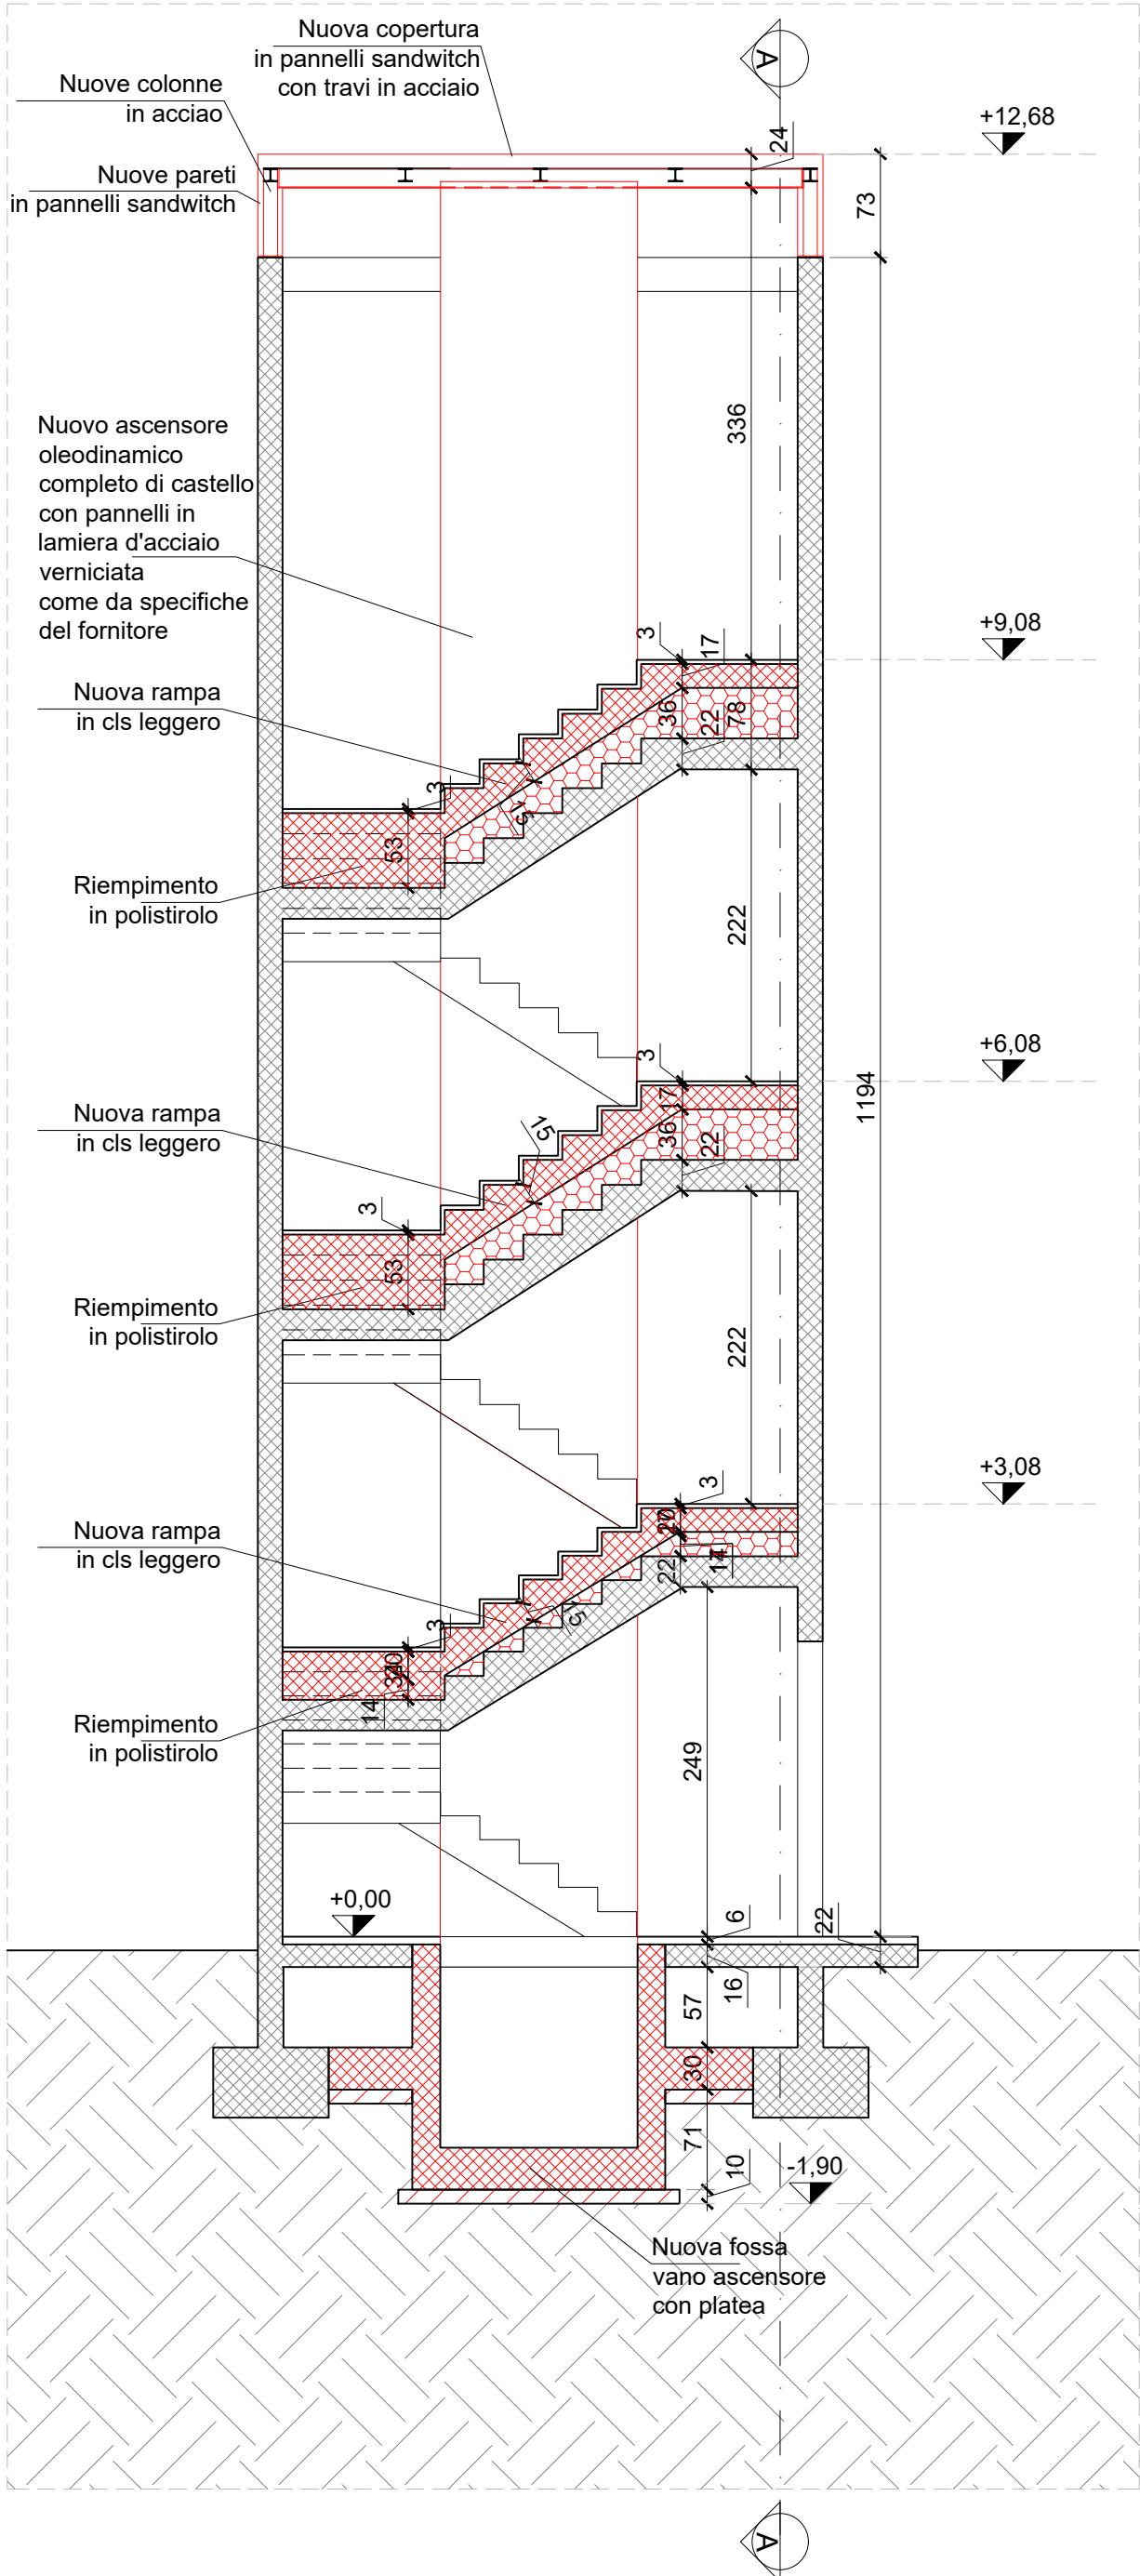 Nuova copertura
in pannelli sandwitch
con travi in acciaio
A
Nuove colonne
in acciao
+12,68
24
Nuove pareti
in pannelli sandwitch
73
336
Nuovo ascensore
oleodinamico
completo di castello
con pannelli in
lamiera d'acciaio
verniciata
come da specifiche
del fornitore
+9,08
3
17
Nuova rampa
in cls leggero
36
22
78
3
15
53
Riempimento
in polistirolo
222
+6,08
3
1194
17
Nuova rampa
in cls leggero
15
36
22
3
53
Riempimento
in polistirolo
222
+3,08
3
Nuova rampa
in cls leggero
22
14
15
3
14
Riempimento
in polistirolo
249
+0,00
6
22
16
57
30
71
10
-1,90
Nuova fossa
vano ascensore
con platea
A